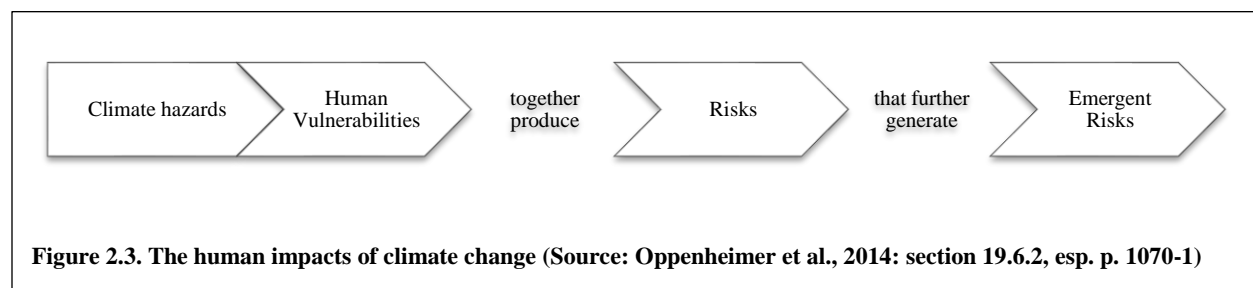 Climate hazards
Human
Vulnerabilities
together
produce
Risks
that further
generate
Emergent
Risks
Figure 2.3. The human impacts of climate change (Source: Oppenheimer et al., 2014: section 19.6.2, esp. p. 1070-1)